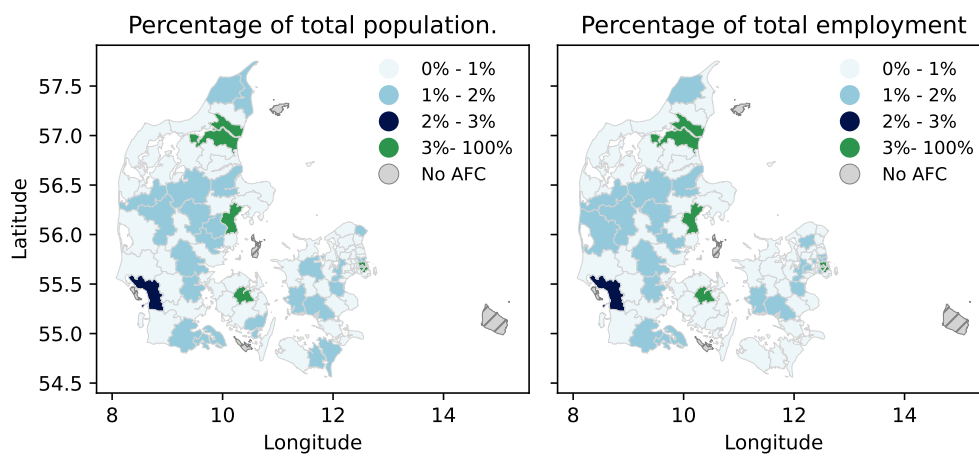 Percentage of total population.
Percentage of total employment
0% - 1%
1% - 2%
2% - 3%
3%- 100%
No AFC
0% - 1%
1% - 2%
2% - 3%
3%- 100%
No AFC
Latitude
57.5
57.0
56.5
56.0
55.5
55.0
54.5
8
10
12
14
8
10
12
14
Longitude
Longitude